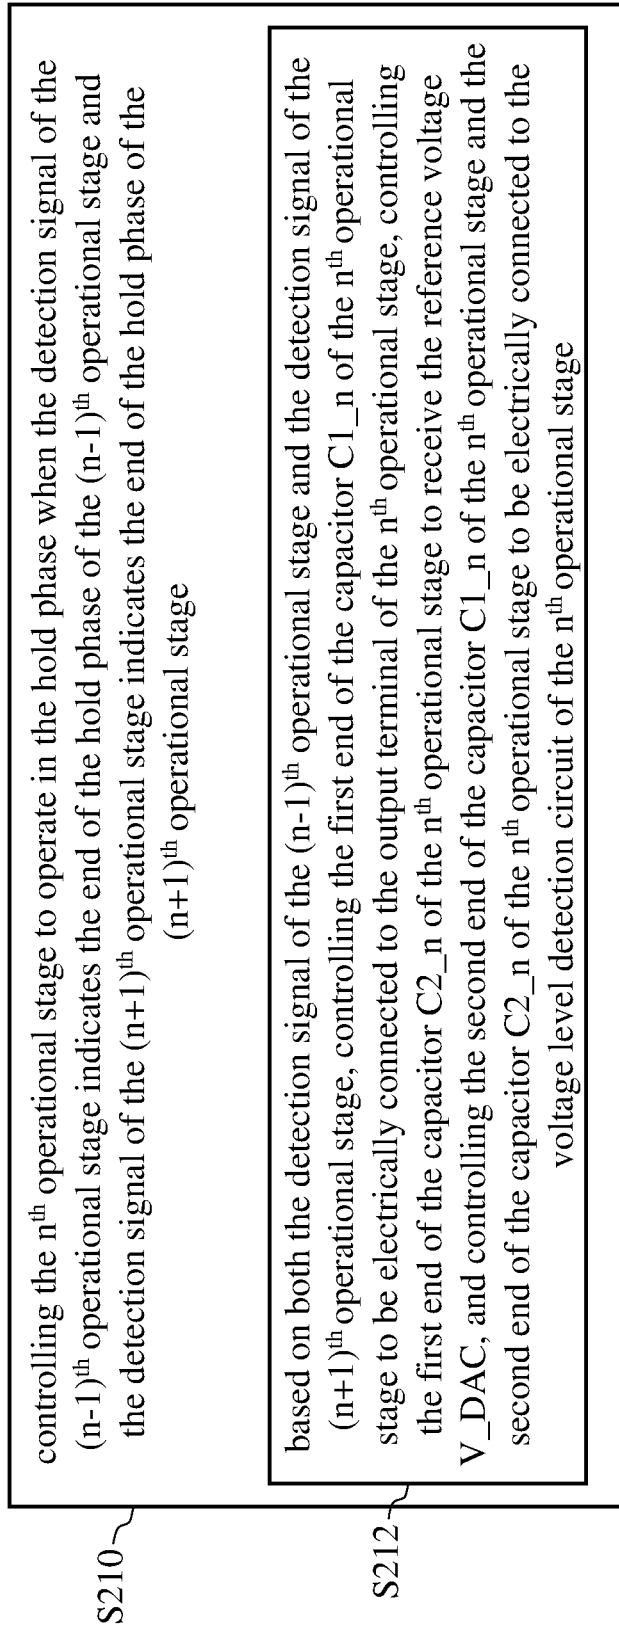 S210
controlling the nth operational stage to operate in the hold phase when the detection signal of the
(n-1)th operational stage indicates the end of the hold phase of the (n-1)th operational stage and
the detection signal of the (n+1)th operational stage indicates the end of the hold phase of the
(n+1)th operational stage
S212
based on both the detection signal of the (n-1)th operational stage and the detection signal of the
(n+1)th operational stage, controlling the first end of the capacitor C1_n of the nth operational
stage to be electrically connected to the output terminal of the nth operational stage, controlling
the first end of the capacitor C2_n of the nth operational stage to receive the reference voltage
V_DAC, and controlling the second end of the capacitor C1_n of the nth operational stage and the
second end of the capacitor C2_n of the nth operational stage to be electrically connected to the
voltage level detection circuit of the nth operational stage